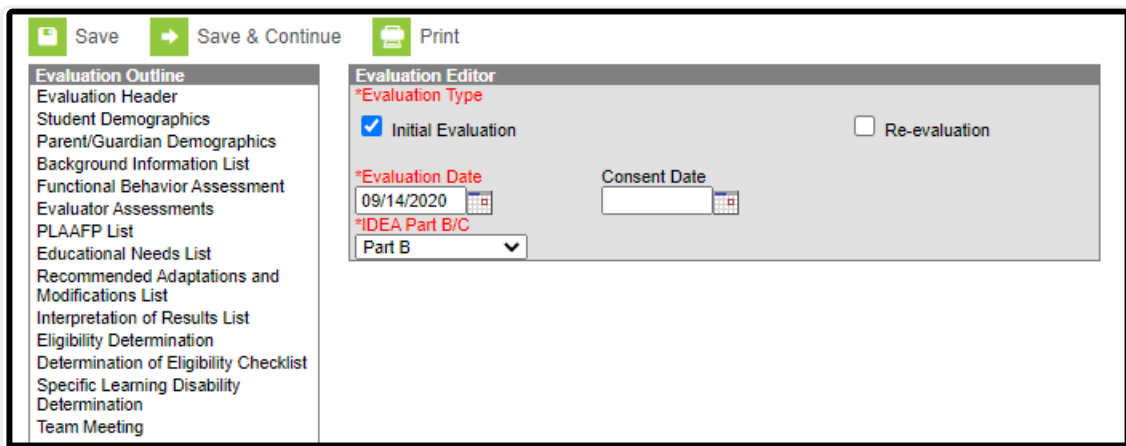 Save
Save & Continue
Print
Evaluation Outline
Evaluation Header
Student Demographics
Parent/Guardian Demographics
Background Information List
Functional Behavior Assessment
Evaluator Assessments
PLAAFP List
Educational Needs List
Recommended Adaptations and
Modifications List
Interpretation of Results List
Eligibility Determination
Determination of Eligibility Checklist
Specific Learning Disability
Determination
Team Meeting
Evaluation Editor
*Evaluation Type
Initial Evaluation
Re-evaluation
*Evaluation Date
Consent Date
09/14/2020
*IDEA Part B/C
Part B